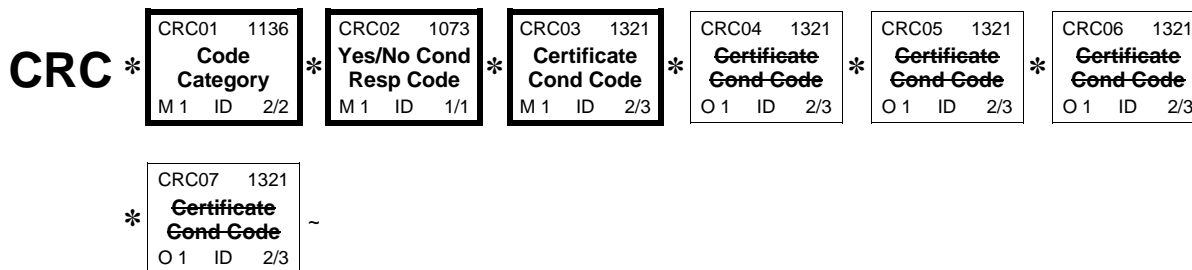 CRC * CRC01 1136 * CRC02 1073 * CRC03 1321 * CRC04 1321 * CRC05 1321 * CRC06 1321
Code Yes/No Cond Certificate Certificate Certificate Certificate
Category Resp Code Cond Code Cond Code Cond Code Cond Code
M 1 ID 2/2 M 1 ID 1/1 M 1 ID 2/3 O 1 ID 2/3 O 1 ID 2/3 O 1 ID 2/3
* CRC07 1321 ~
Certificate
Cond Code
O 1 ID 2/3